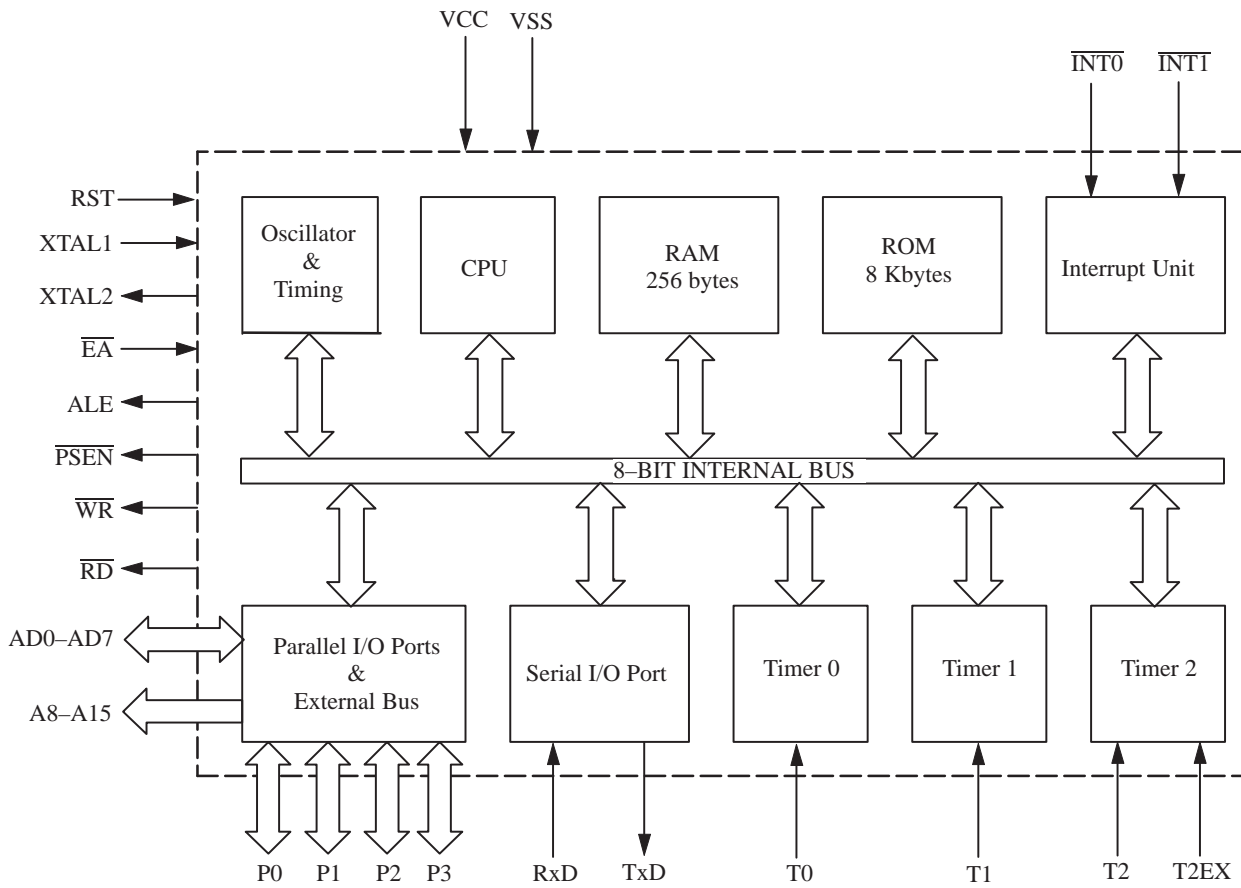 VCC VSS
INT0 INT1
RST
XTAL1
XTAL2
EA
ALE
PSEN
WR
RD
AD0–AD7
A8–A15
Oscillator
&
Timing
CPU
RAM
256 bytes
ROM
8 Kbytes
Interrupt Unit
8–BIT INTERNAL BUS
Parallel I/O Ports
&
External Bus
Serial I/O Port
Timer 0
Timer 1
Timer 2
P0 P1 P2 P3 RxD TxD T0 T1 T2 T2EX